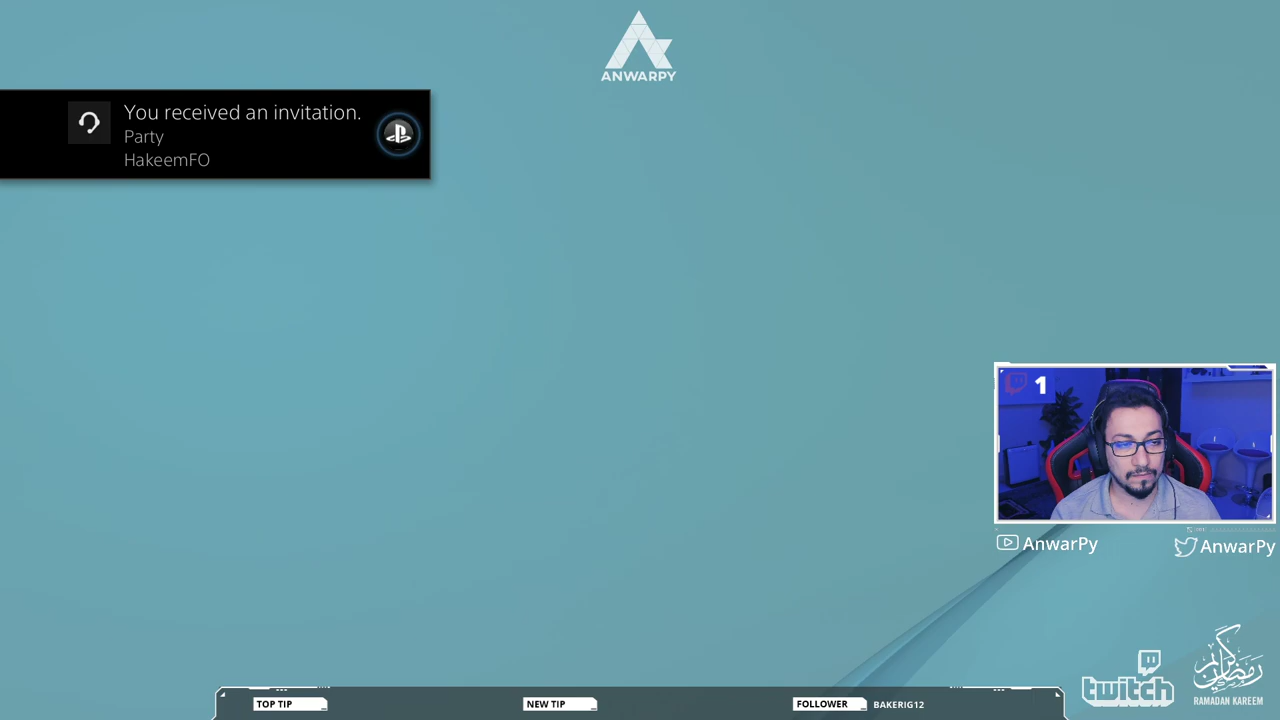 ANWARPY
You received an invitation.
Party
HakeemFO
1
AnwarPy
AnwarPy
twitch
رمضان كريم
RAMADAN KAREEM
TOP TIP
NEW TIP
FOLLOWER BAKERIG12